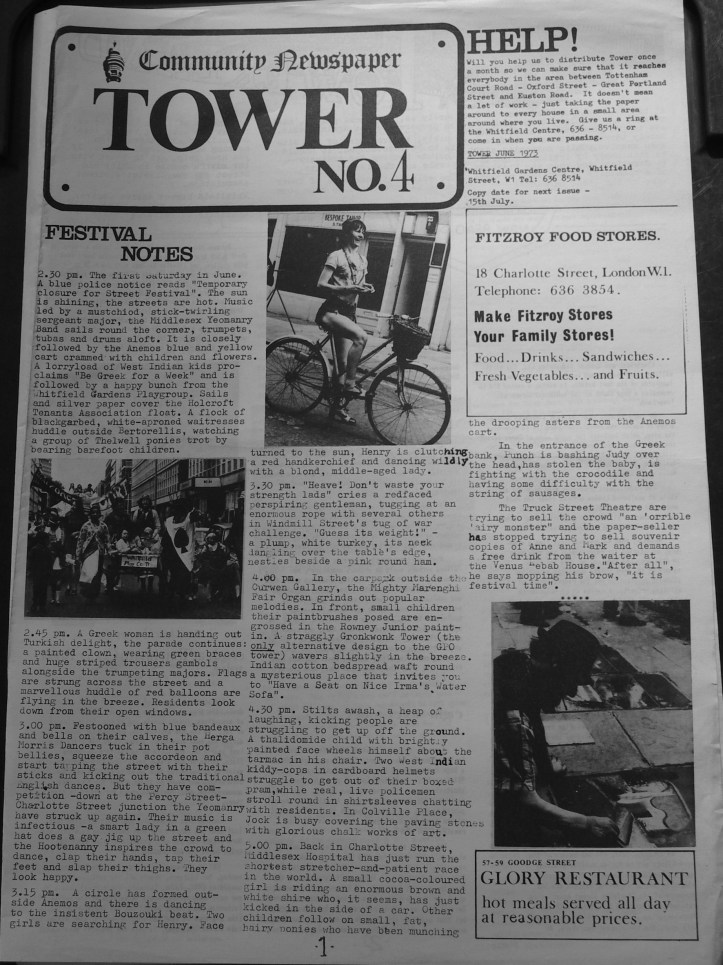 Community Newspaper
TOWER
NO.4
HELP!
Will you help us to distribute Tower once
a month so we can make sure that it reaches
everybody in the area between Tottenham
Court Road - Oxford Street - Great Portland
Street and Euston Road. It doesn't mean
a lot of work - just taking the paper
around to every house in a small area
around where you live. Give us a ring at
the Whitfield Centre, 636 - 8514, or
come in when you are passing.
TOWER JUNE 1973
Whitfield Gardens Centre, Whitfield
Street, W1 Tel: 636 8514
Copy date for next issue -
15th July.
FESTIVAL
NOTES
2.30 pm. The first Saturday in June.
A blue police notice reads "Temporary
closure for Street Festival". The sun
is shining, the streets are hot. Music
led by a mustchiod, stick-twirling
sergeant major, the Middlesex Yeomanry
Band sails round the corner, trumpets,
tubas and drums aloft. It is closely
followed by the Anemos blue and yellow
cart crammed with children and flowers.
A lorryload of West Indian kids pro-
claims "Be Greek for a Week" and is
followed by a happy bunch from the
Whitfield Gardens Playgroup. Sails
and silver paper cover the Holcroft
Tenants Association float. A flock of
blackgarbed, white-aproned waitresses
huddle outside Bertorellis, watching
a group of Thelwell ponies trot by
bearing barefoot children.
2.45 pm. A Greek woman is handing out
Turkish delight, the parade continues:
a painted clown, wearing green braces
and huge striped trousers gambols
alongside the trumpeting majors. Flags
are strung across the street and a
marvellous huddle of red balloons are
flying in the breeze. Residents look
down from their open windows.
3.00 pm. Festooned with blue bandeaux
and bells on their calves, the Herga
Morris Dancers tuck in their pot
bellies, squeeze the accordeon and
start tapping the street with their
sticks and kicking out the traditional
English dances. But they have com-
petition -down at the Percy Street-
Charlotte Street junction the Yeomanry
have struck up again. Their music is
infectious -a smart lady in a green
hat does a gay jig up the street and
the Hootenanny inspires the crowd to
dance, clap their hands, tap their
feet and slap their thighs. They
look happy.
3.15 pm. A circle has formed out-
side Anemos and there is dancing
to the insistent Bouzouki beat. Two
girls are searching for Henry. Face
BESPOKE TAILOR
turned to the sun, Henry is clutching
a red handkerchief and dancing wildly
with a blond, middle-aged lady.
3.30 pm. "Heave! Don't waste your
strength lads" cries a redfaced
perspiring gentleman, tugging at an
enormous rope with several others
in Windmill Street's tug of war
challenge. "Guess its weight!" -
a plump, white turkey, its neck
dangling over the table's edge,
nestles beside a pink round ham.
4.00 pm. In the carpark outside the
Curwen Gallery, the Mighty Marenghi
Fair Organ grinds out popular
melodies. In front, small children
their paintbrushes posed are en-
grossed in the Rowney Junior paint-
in. A straggly Gronkwonk Tower (the
only alternative design to the GPO
tower) wavers slightly in the breeze.
Indian cotton bedspread waft round
a mysterious place that invites you
to "Have a Seat on Nice Irma's Water
Sofa".
4.30 pm. Stilts awash, a heap of
laughing, kicking people are
struggling to get up off the ground.
A thalidomide child with brightly
painted face wheels himself about the
tarmac in his chair. Two West Indian
kiddy-cops in cardboard helmets
struggle to get out of their boxed
pram,while real, live policemen
stroll round in shirtsleeves chatting
with residents. In Colville Place,
Jock is busy covering the paving stones
with glorious chalk works of art.
5.00 pm. Back in Charlotte Street,
Middlesex Hospital has just run the
shortest stretcher-and-patient race
in the world. A small cocoa-coloured
girl is riding an enormous brown and
white shire who, it seems, has just
kicked in the side of a car. Other
children follow on small, fat,
hairy ponies who have been munching
FITZROY FOOD STORES.
18 Charlotte Street, London W.1.
Telephone: 636 3854.
Make Fitzroy Stores
Your Family Stores!
Food...Drinks...Sandwiches...
Fresh Vegetables...and Fruits.
the drooping asters from the Anemos
cart.
In the entrance of the Greek
bank, Punch is bashing Judy over
the head,has stolen the baby, is
fighting with the crocodile and
having some difficulty with the
string of sausages.
The Truck Street Theatre are
trying to sell the crowd "an 'orrible
'airy monster" and the paper-seller
has stopped trying to sell souvenir
copies of Anne and Mark and demands
a free drink from the waiter at
the Venus Kebab House."After all",
he says mopping his brow, "it is
festival time".
57-59 GOODGE STREET
GLORY RESTAURANT
hot meals served all day
at reasonable prices.
-1-